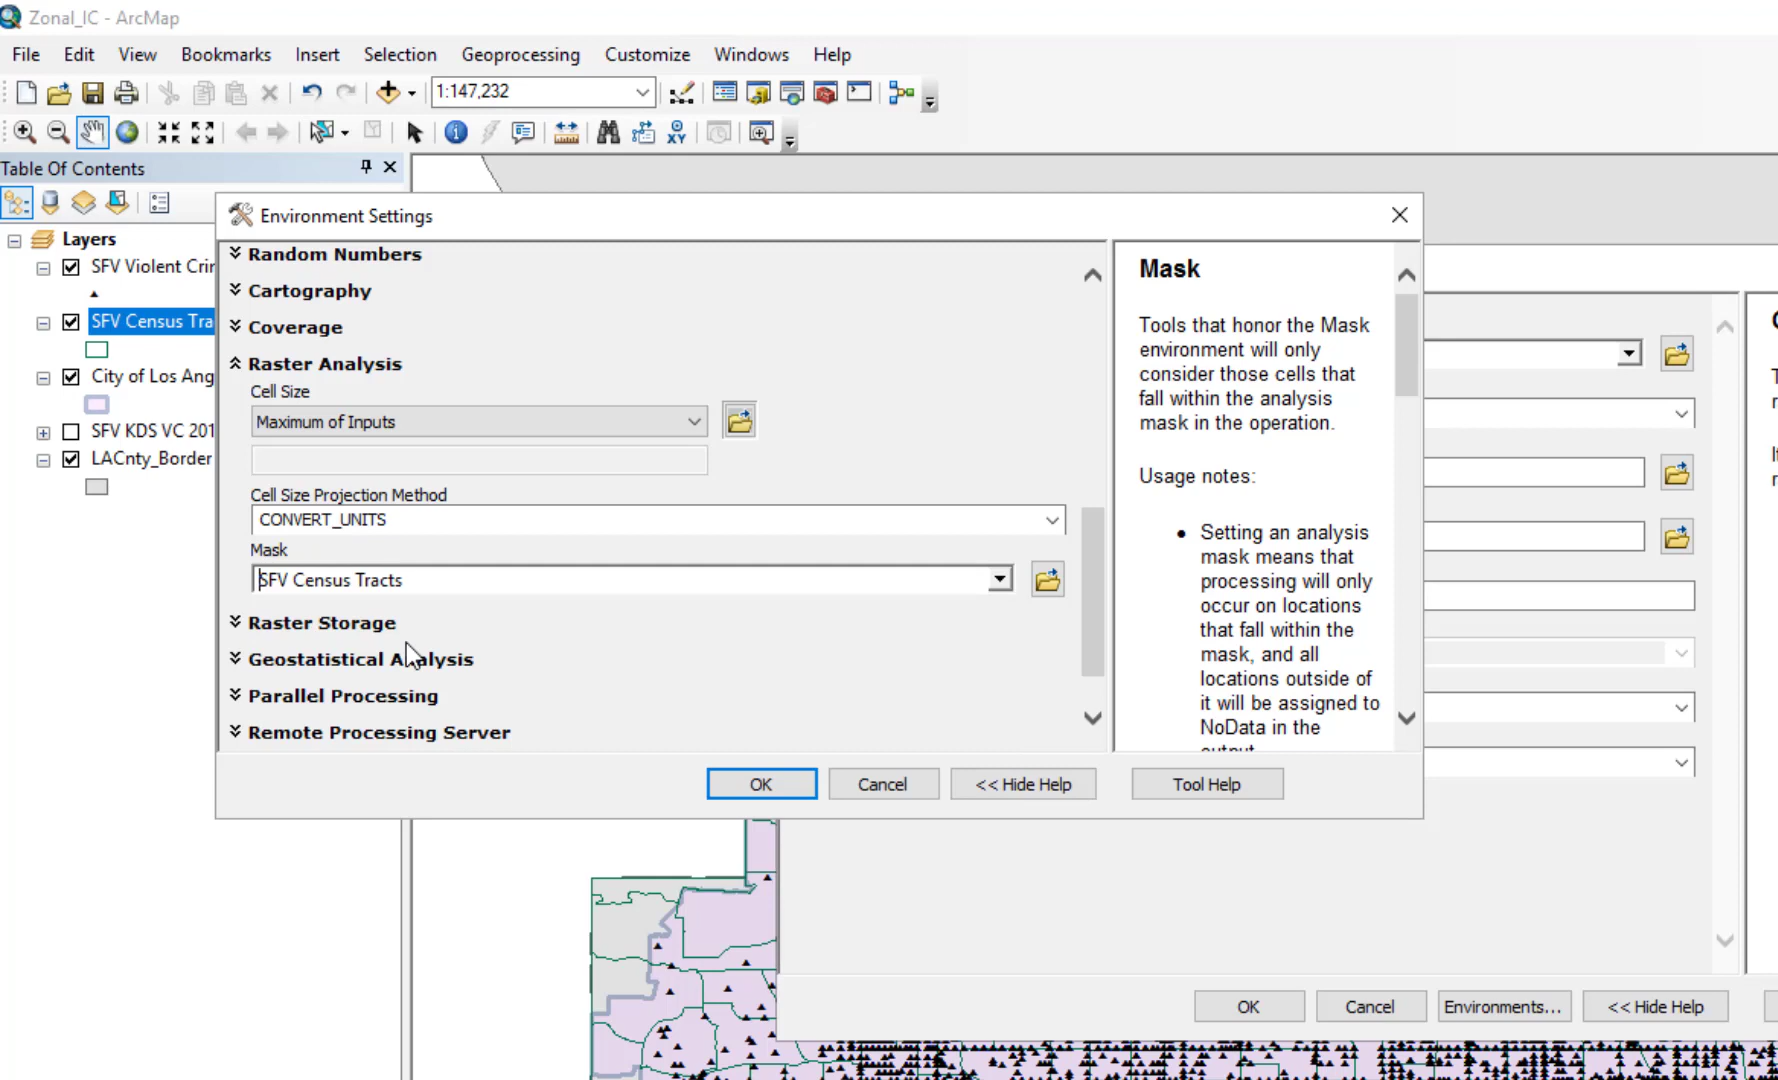 Zonal_IC - ArcMap
File Edit View Bookmarks Insert Selection Geoprocessing Customize Windows Help
1:147,232
Table Of Contents
Layers
SFV Violent Cri
SFV Census Tra
City of Los Ang
SFV KDS VC 201
LACnty_Border
Environment Settings
Random Numbers
Cartography
Coverage
Raster Analysis
Cell Size
Maximum of Inputs
Cell Size Projection Method
CONVERT_UNITS
Mask
SFV Census Tracts
Raster Storage
Geostatistical Analysis
Parallel Processing
Remote Processing Server
Mask
Tools that honor the Mask
environment will only
consider those cells that
fall within the analysis
mask in the operation.
Usage notes:
• Setting an analysis
mask means that
processing will only
occur on locations
that fall within the
mask, and all
locations outside of
it will be assigned to
NoData in the
output
OK Cancel << Hide Help Tool Help
OK Cancel Environments... << Hide Help